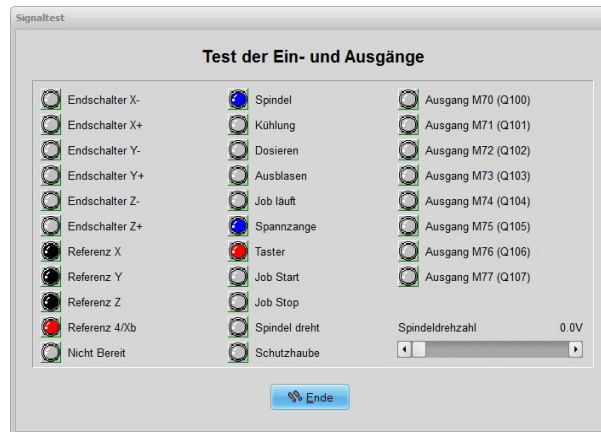 Signaltest
Test der Ein- und Ausgänge
Endschalter X-
Endschalter X+
Endschalter Y-
Endschalter Y+
Endschalter Z-
Endschalter Z+
Referenz X
Referenz Y
Referenz Z
Referenz 4/Xb
Nicht Bereit
Spindel
Kühlung
Dosieren
Ausblasen
Job läuft
Spannzange
Taster
Job Start
Job Stop
Spindel dreht
Schutzhaube
Ausgang M70 (Q100)
Ausgang M71 (Q101)
Ausgang M72 (Q102)
Ausgang M73 (Q103)
Ausgang M74 (Q104)
Ausgang M75 (Q105)
Ausgang M76 (Q106)
Ausgang M77 (Q107)
Spindeldrehzahl 0.0V
Ende